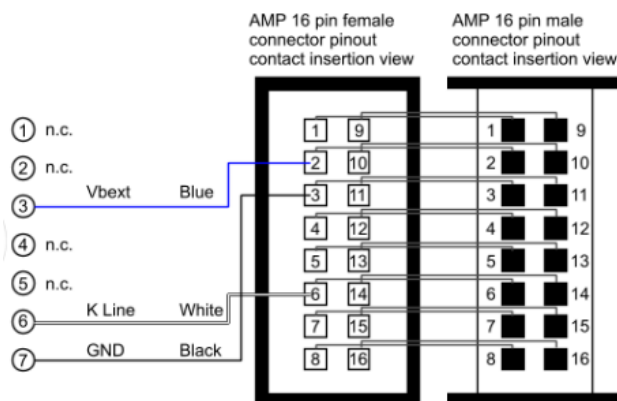 AMP 16 pin female
connector pinout
contact insertion view
AMP 16 pin male
connector pinout
contact insertion view
1 n.c.
2 n.c.
3 Vbext Blue
4 n.c.
5 n.c.
6 K Line White
7 GND Black
1 9
2 10
3 11
4 12
5 13
6 14
7 15
8 16
1 9
2 10
3 11
4 12
5 13
6 14
7 15
8 16